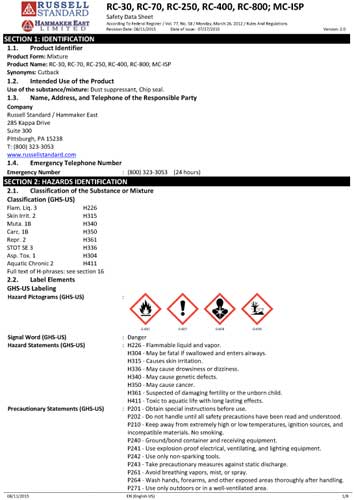 RUSSELL
STANDARD
HAMMAKER EAST
LIMITED
RC-30, RC-70, RC-250, RC-400, RC-800; MC-ISP
Safety Data Sheet
According To Federal Register / Vol. 77, No. 58 / Monday, March 26, 2012 / Rules And Regulations
Revision Date: 08/11/2015 Date of issue: 07/27/2015 Version: 2.0
SECTION 1: IDENTIFICATION
1.1. Product Identifier
Product Form: Mixture
Product Name: RC-30, RC-70, RC-250, RC-400, RC-800; MC-ISP
Synonyms: Cutback
1.2. Intended Use of the Product
Use of the substance/mixture: Dust suppressant, Chip seal.
1.3. Name, Address, and Telephone of the Responsible Party
Company
Russell Standard / Hammaker East
285 Kappa Drive
Suite 300
Pittsburgh, PA 15238
T: (800) 323-3053
www.russellstandard.com
1.4. Emergency Telephone Number
Emergency Number : (800) 323-3053 (24 hours)
SECTION 2: HAZARDS IDENTIFICATION
2.1. Classification of the Substance or Mixture
Classification (GHS-US)
Flam. Liq. 3 H226
Skin Irrit. 2 H315
Muta. 1B H340
Carc. 1B H350
Repr. 2 H361
STOT SE 3 H336
Asp. Tox. 1 H304
Aquatic Chronic 2 H411
Full text of H-phrases: see section 16
2.2. Label Elements
GHS-US Labeling
Hazard Pictograms (GHS-US) :
Signal Word (GHS-US) : Danger
Hazard Statements (GHS-US) : H226 - Flammable liquid and vapor.
H304 - May be fatal if swallowed and enters airways.
H315 - Causes skin irritation.
H336 - May cause drowsiness or dizziness.
H340 - May cause genetic defects.
H350 - May cause cancer.
H361 - Suspected of damaging fertility or the unborn child.
H411 - Toxic to aquatic life with long lasting effects.
Precautionary Statements (GHS-US) : P201 - Obtain special instructions before use.
P202 - Do not handle until all safety precautions have been read and understood.
P210 - Keep away from extremely high or low temperatures, ignition sources, and
incompatible materials. No smoking.
P240 - Ground/bond container and receiving equipment.
P241 - Use explosion-proof electrical, ventilating, and lighting equipment.
P242 - Use only non-sparking tools.
P243 - Take precautionary measures against static discharge.
P261 - Avoid breathing vapors, mist, or spray.
P264 - Wash hands, forearms, and other exposed areas thoroughly after handling.
P271 - Use only outdoors or in a well-ventilated area.
08/11/2015 EN (English US) 1/8